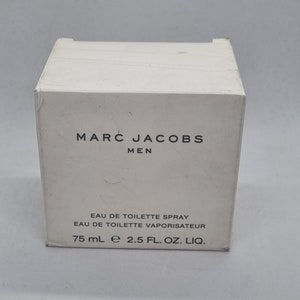 MARC JACOBS
MEN
EAU DE TOILETTE SPRAY
EAU DE TOILETTE VAPORISATEUR
75 mL ℮ 2.5 FL. OZ. LIQ.